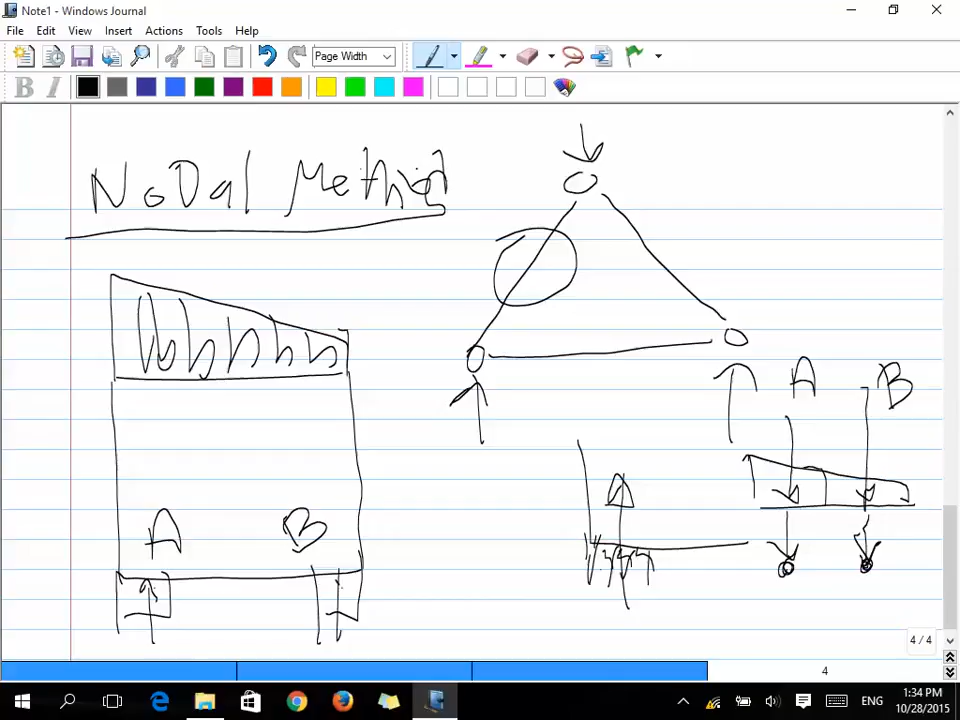 Note1 - Windows Journal
File Edit View Insert Actions Tools Help
Page Width
B I
NoDal Method
A B
A
A B
4 / 4
4
ENG
1:34 PM
10/28/2015